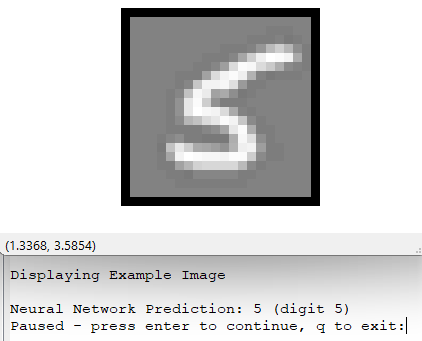 5
(1.3368, 3.5854)
Displaying Example Image
Neural Network Prediction: 5 (digit 5)
Paused - press enter to continue, q to exit: